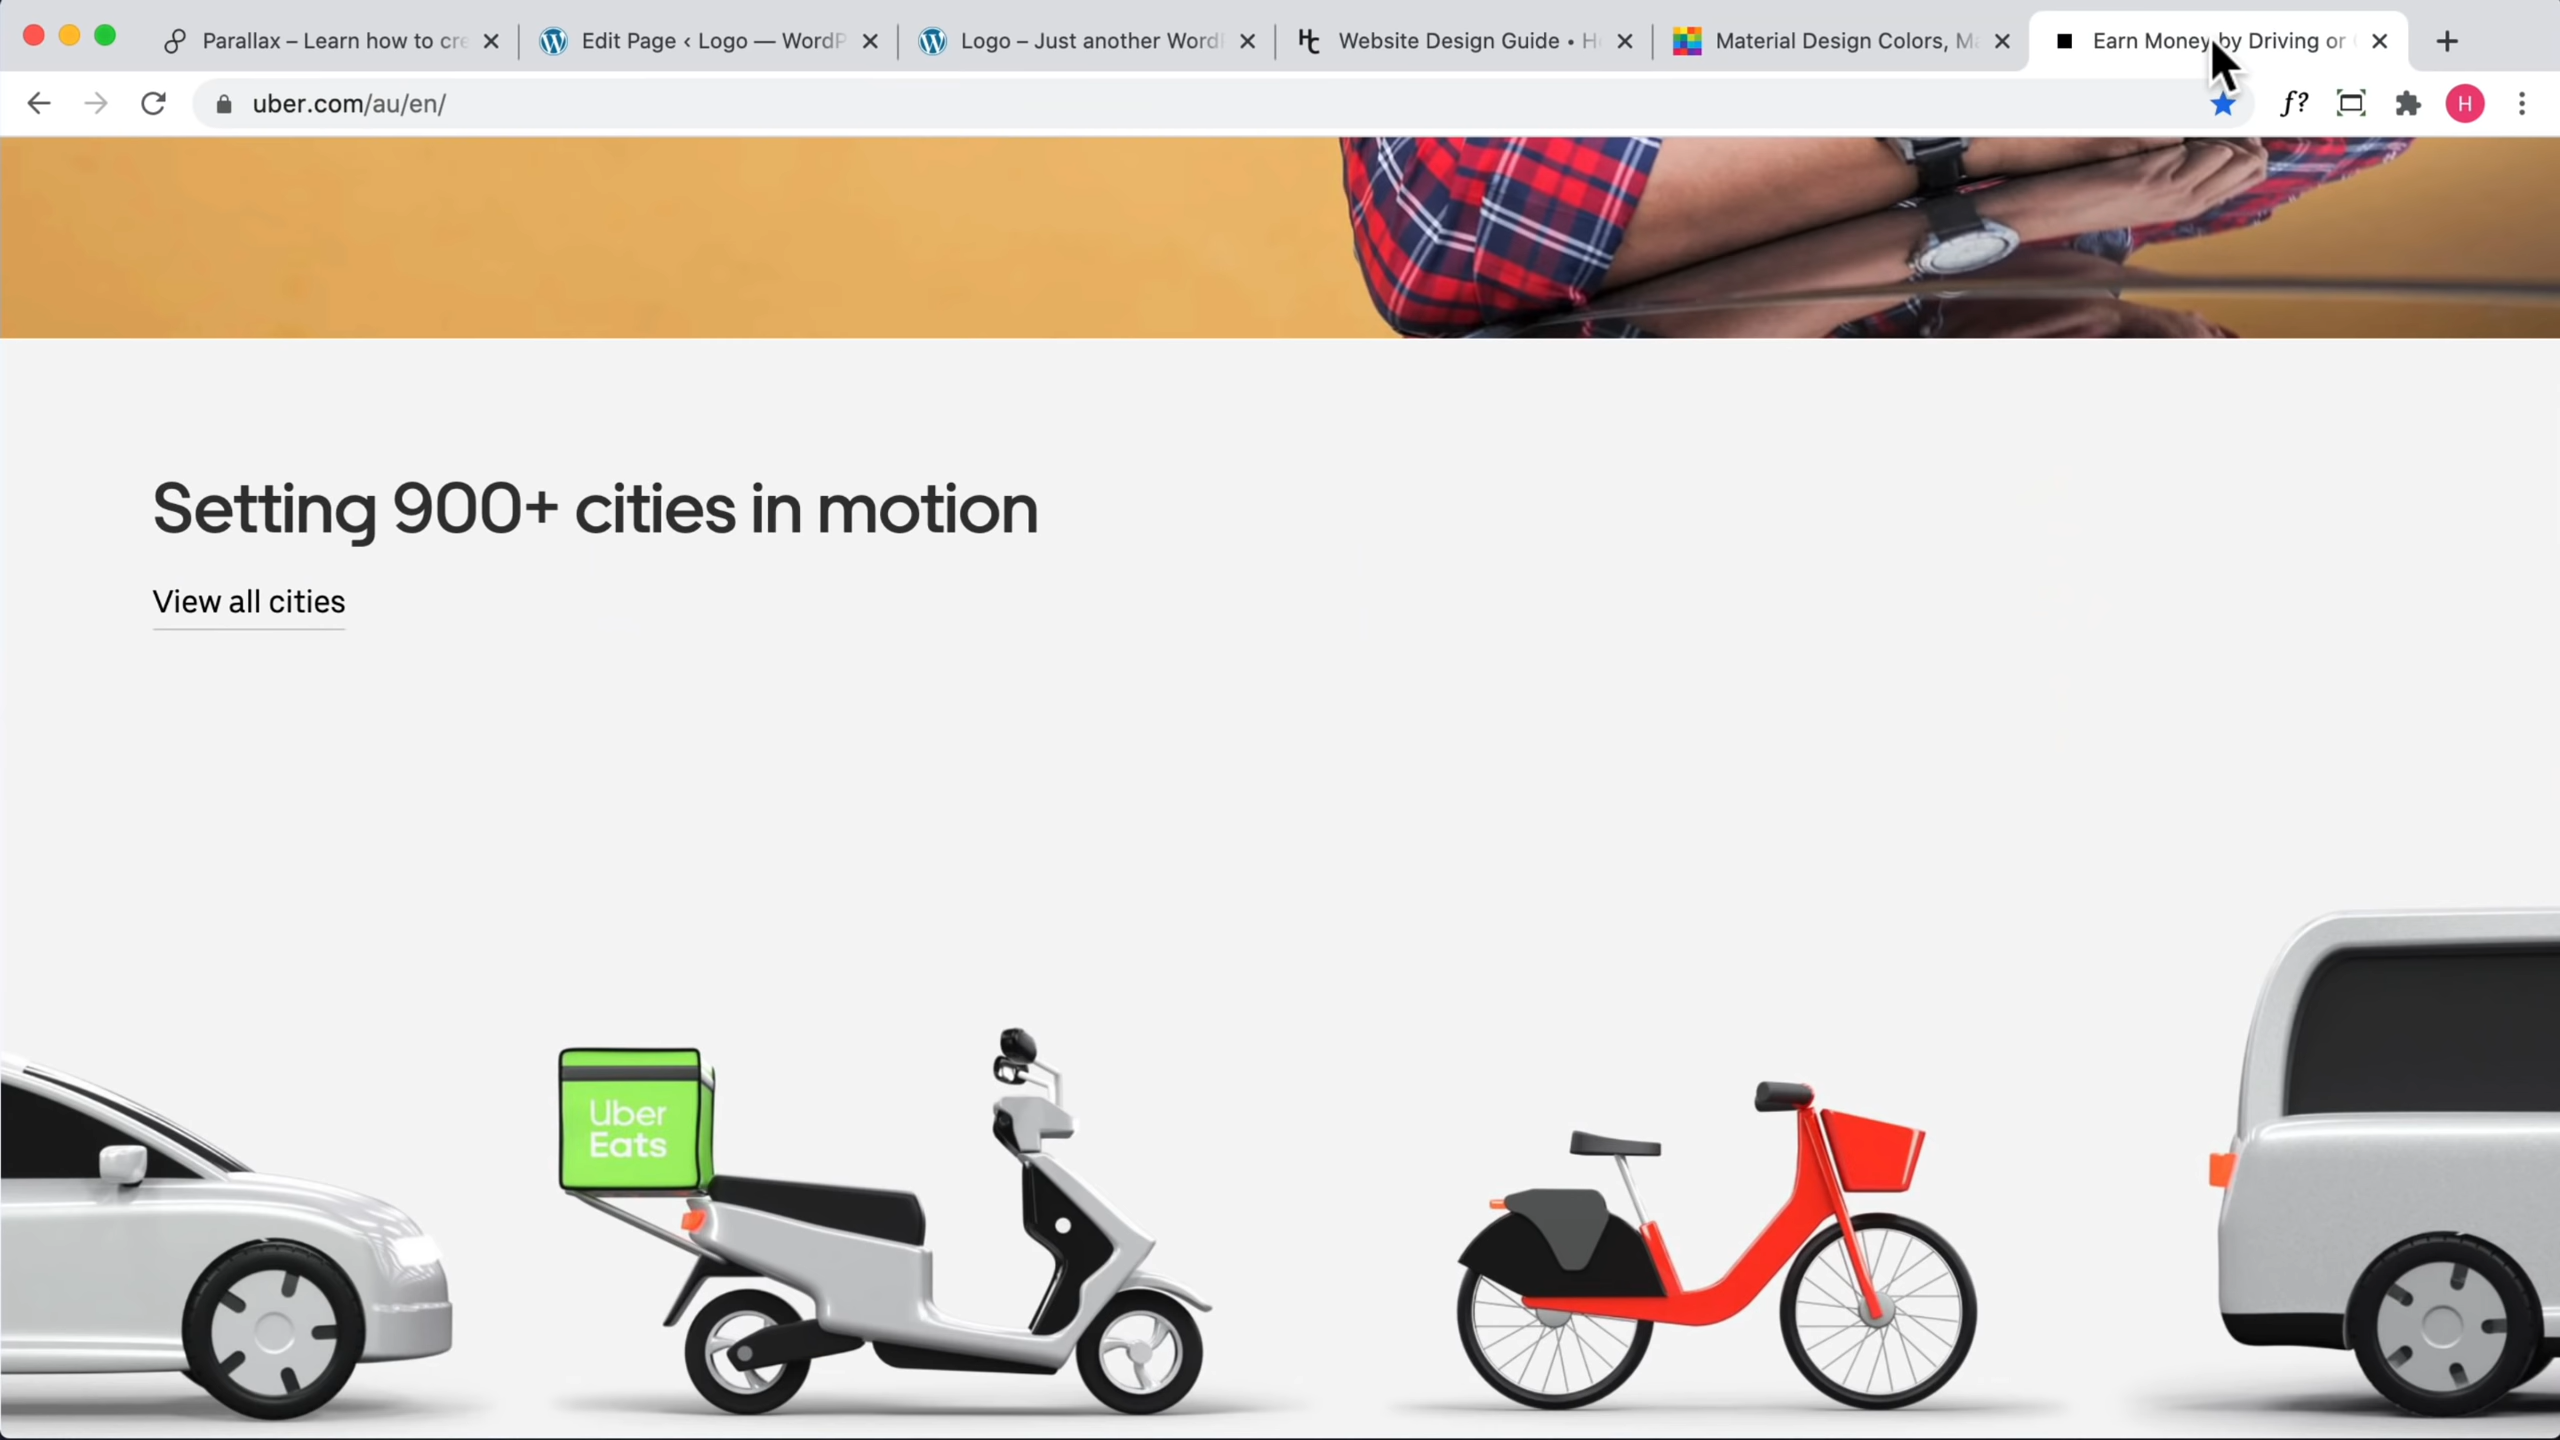 Parallax – Learn how to cre
Edit Page ‹ Logo — WordP
Logo – Just another Word
Hc
Website Design Guide • H
Material Design Colors, Ma
Earn Money by Driving or
uber.com/au/en/
f?
H
Setting 900+ cities in motion
View all cities
Uber
Eats